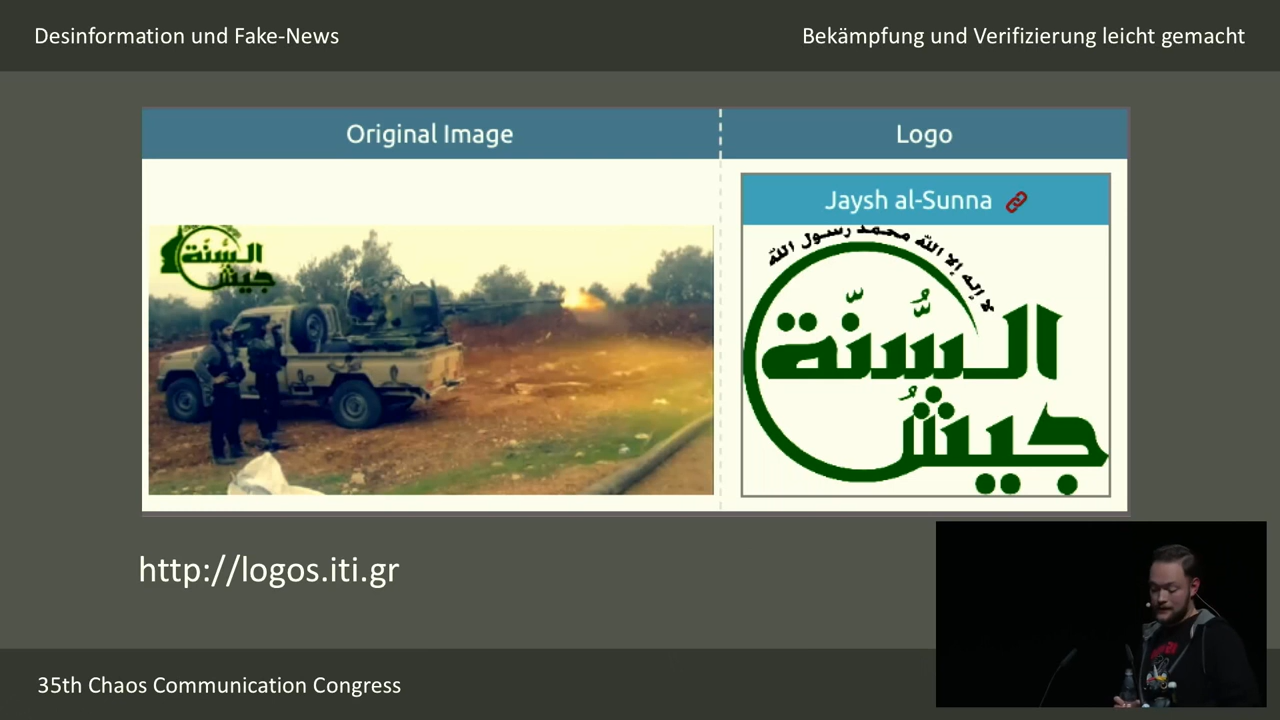 Desinformation und Fake-News
Bekämpfung und Verifizierung leicht gemacht
Original Image
Logo
Jaysh al-Sunna
السنة
جيش
لا إله إلا الله محمد رسول الله
السُّنَّة
جيشُ
http://logos.iti.gr
35th Chaos Communication Congress